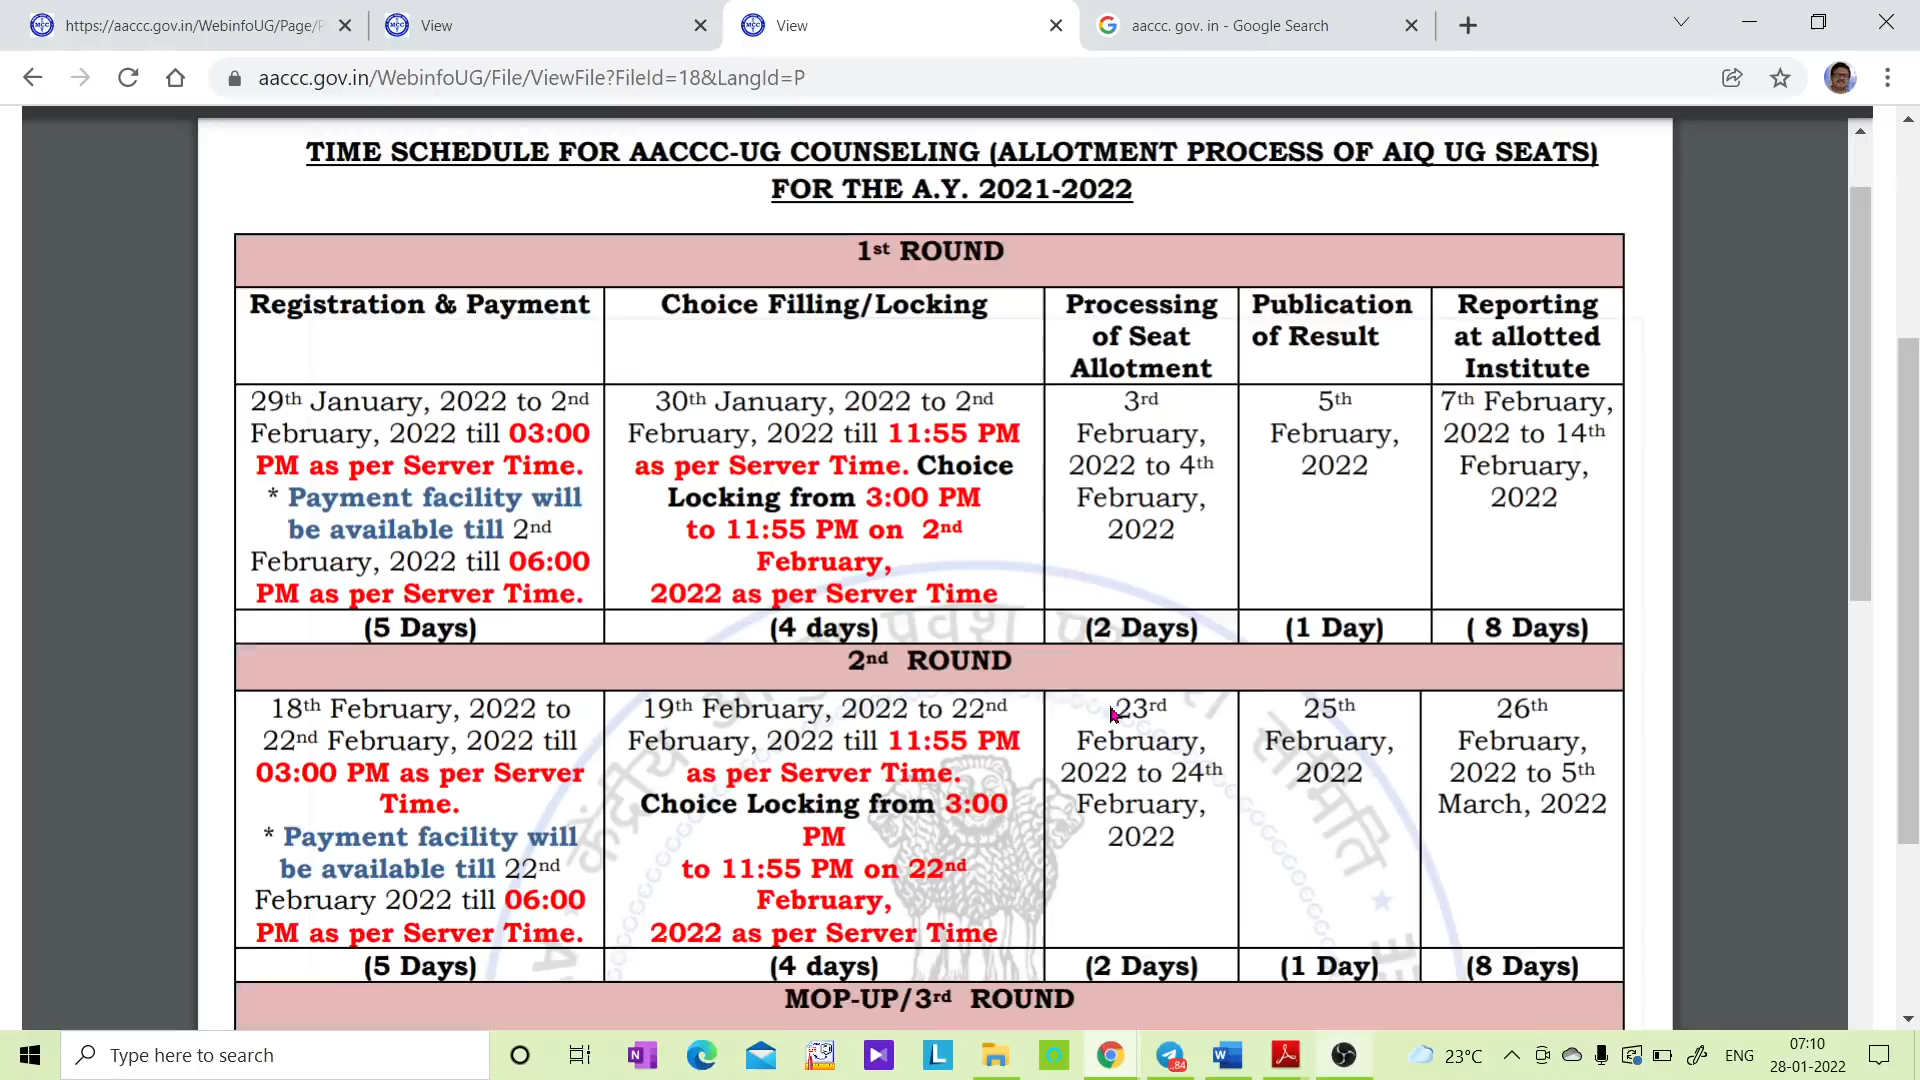 https://aaccc.gov.in/WebinfoUG/Page/P
View
View
aaccc. gov. in - Google Search
aaccc.gov.in/WebinfoUG/File/ViewFile?FileId=18&LangId=P
TIME SCHEDULE FOR AACCC-UG COUNSELING (ALLOTMENT PROCESS OF AIQ UG SEATS)
FOR THE A.Y. 2021-2022
1st ROUND
Registration & Payment
Choice Filling/Locking
Processing
of Seat
Allotment
Publication
of Result
Reporting
at allotted
Institute
29th January, 2022 to 2nd
February, 2022 till 03:00
PM as per Server Time.
* Payment facility will
be available till 2nd
February, 2022 till 06:00
PM as per Server Time.
30th January, 2022 to 2nd
February, 2022 till 11:55 PM
as per Server Time. Choice
Locking from 3:00 PM
to 11:55 PM on 2nd
February,
2022 as per Server Time
3rd
February,
2022 to 4th
February,
2022
5th
February,
2022
7th February,
2022 to 14th
February,
2022
(5 Days)
(4 days)
(2 Days)
(1 Day)
( 8 Days)
2nd ROUND
18th February, 2022 to
22nd February, 2022 till
03:00 PM as per Server
Time.
* Payment facility will
be available till 22nd
February 2022 till 06:00
PM as per Server Time.
19th February, 2022 to 22nd
February, 2022 till 11:55 PM
as per Server Time.
Choice Locking from 3:00
PM
to 11:55 PM on 22nd
February,
2022 as per Server Time
23rd
February,
2022 to 24th
February,
2022
25th
February,
2022
26th
February,
2022 to 5th
March, 2022
(5 Days)
(4 days)
(2 Days)
(1 Day)
(8 Days)
MOP-UP/3rd ROUND
Type here to search
84
23°C
ENG
07:10
28-01-2022